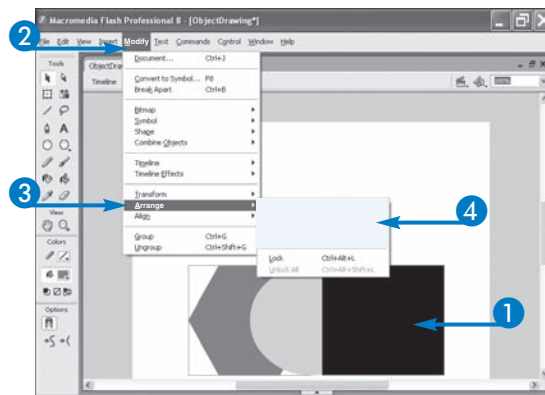 Macromedia Flash Professional 8 - [ObjectDrawing*]
2
File Edit View Insert Modify Text Commands Control Window Help
Tools
ObjectDra
Timeline
Document... Ctrl+J
Convert to Symbol... F8
Break Apart Ctrl+B
Bitmap
Symbol
Shape
Combine Objects
Timeline
Timeline Effects
3
Transform
Arrange
Align
4
Group Ctrl+G
Ungroup Ctrl+Shift+G
Lock Ctrl+Alt+L
Unlock All Ctrl+Alt+Shift+L
View
Colors
Options
100%
1